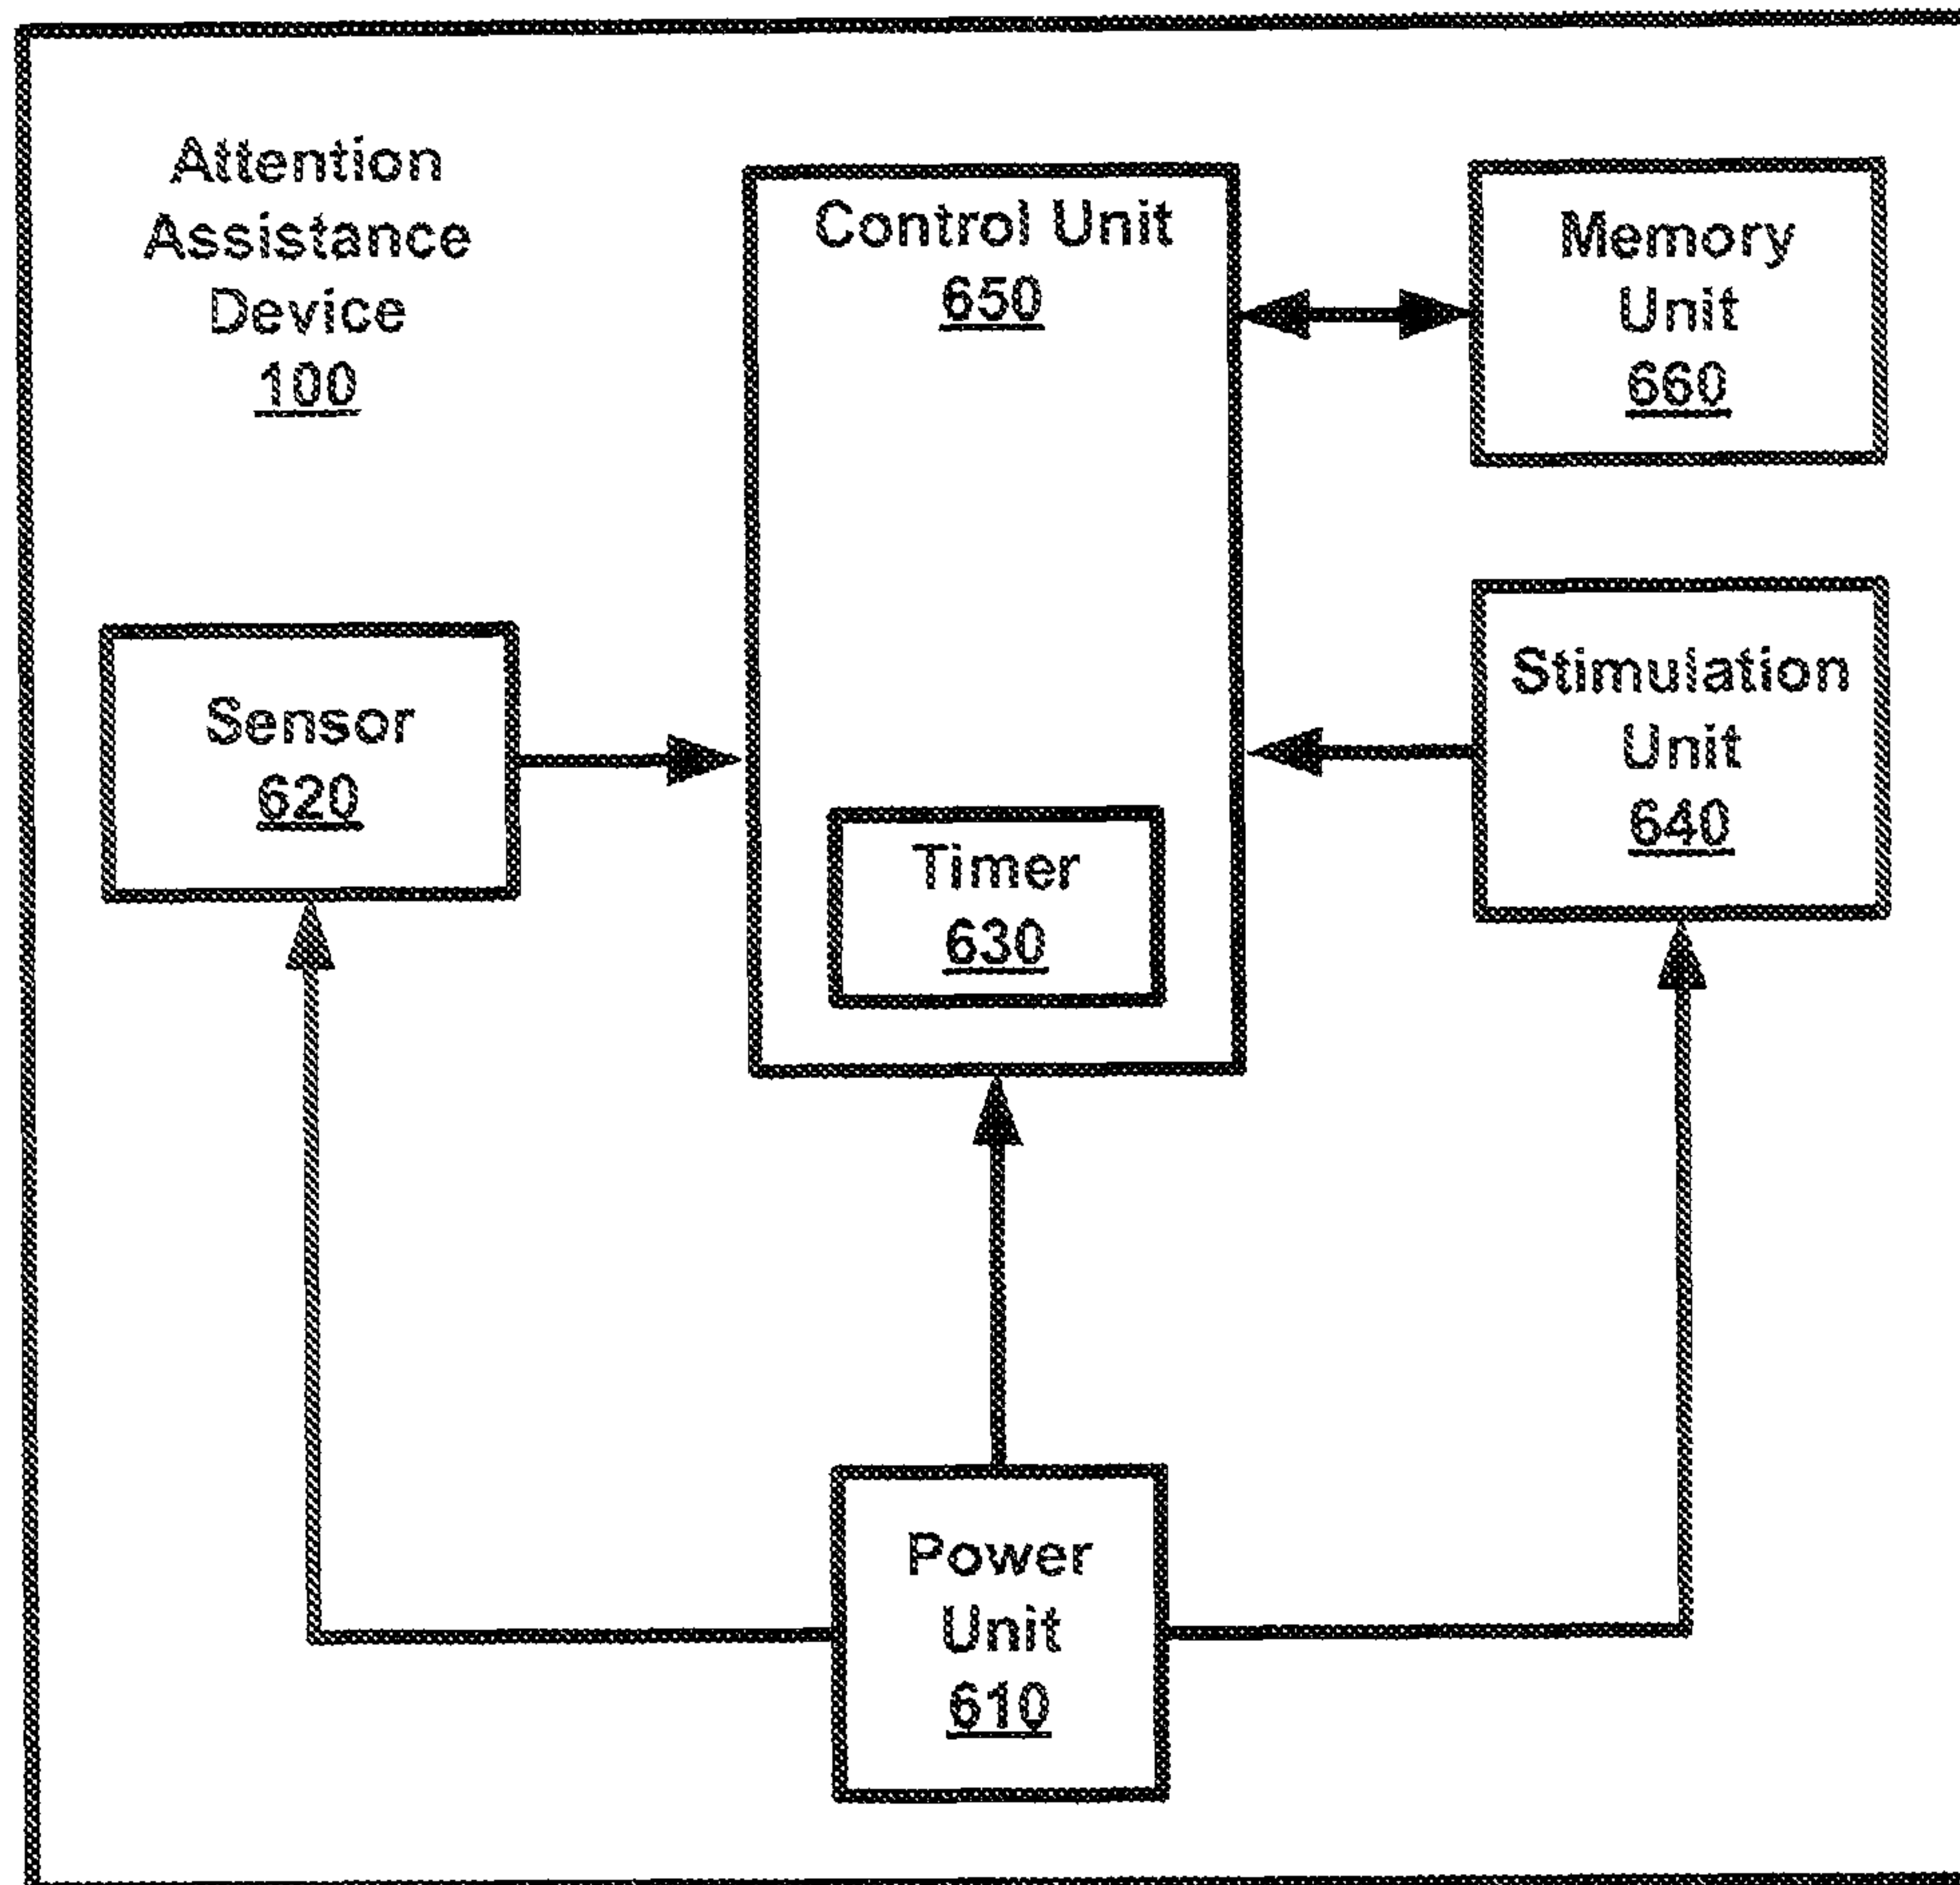 Attention
Assistance
Device
100
Control Unit
650
Memory
Unit
660
Sensor
620
Stimulation
Unit
640
Timer
630
Power
Unit
610